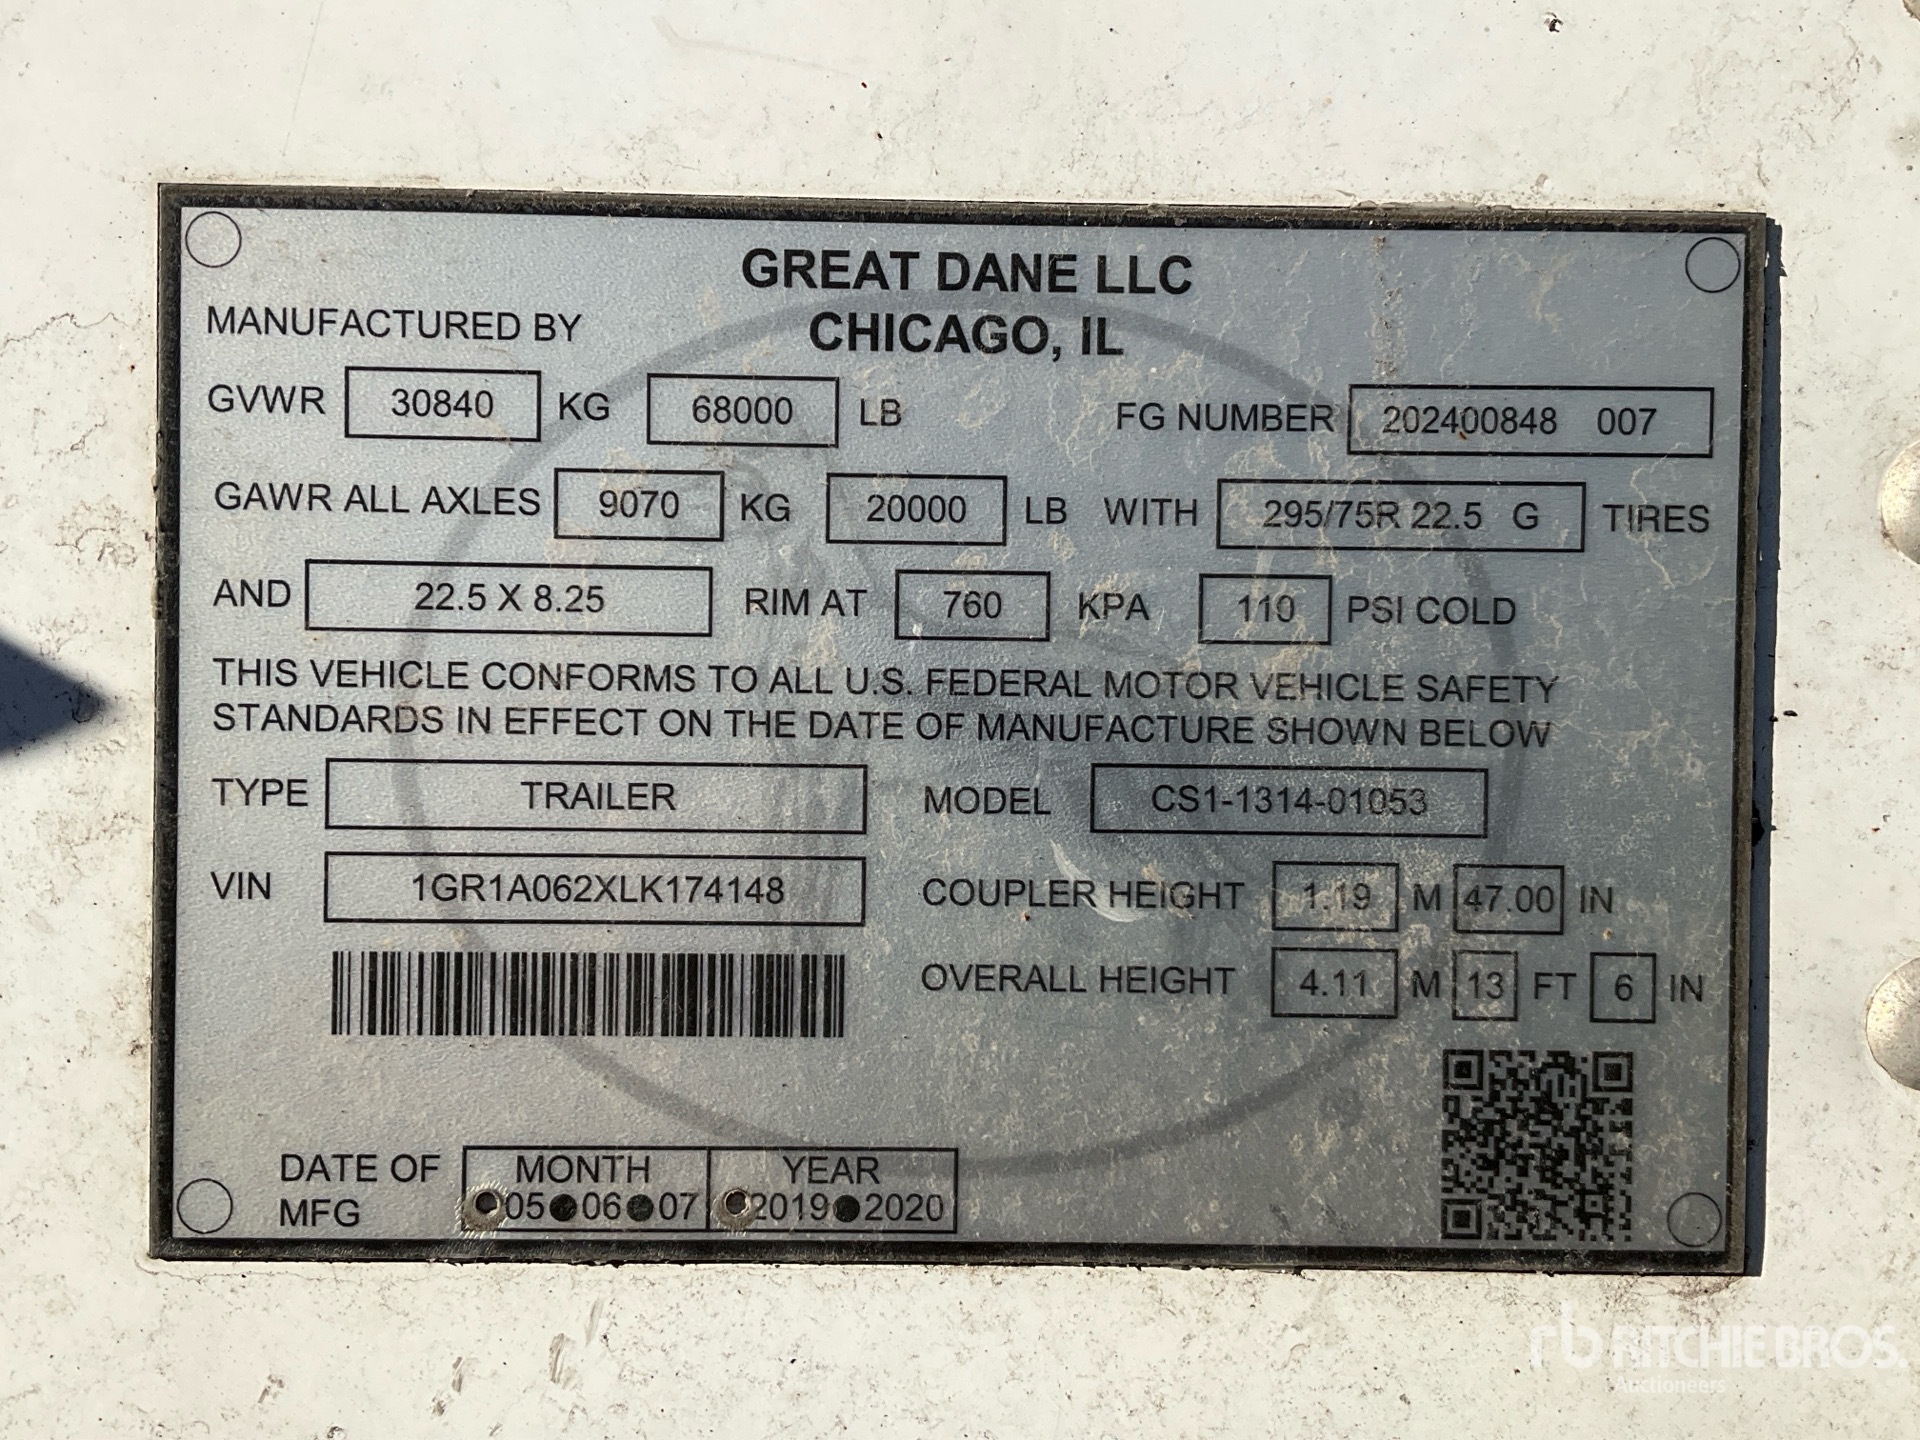 GREAT DANE LLC
MANUFACTURED BY CHICAGO, IL
GVWR 30840 KG 68000 LB FG NUMBER 202400848 007
GAWR ALL AXLES 9070 KG 20000 LB WITH 295/75R 22.5 G TIRES
AND 22.5 X 8.25 RIM AT 760 KPA 110 PSI COLD
THIS VEHICLE CONFORMS TO ALL U.S. FEDERAL MOTOR VEHICLE SAFETY
STANDARDS IN EFFECT ON THE DATE OF MANUFACTURE SHOWN BELOW
TYPE TRAILER MODEL CS1-1314-01053
VIN 1GR1A062XLK174148 COUPLER HEIGHT 1.19 M 47.00 IN
OVERALL HEIGHT 4.11 M 13 FT 6 IN
DATE OF MONTH YEAR
MFG 05 06 07 2019 2020
rb RITCHIE BROS.
Auctioneers